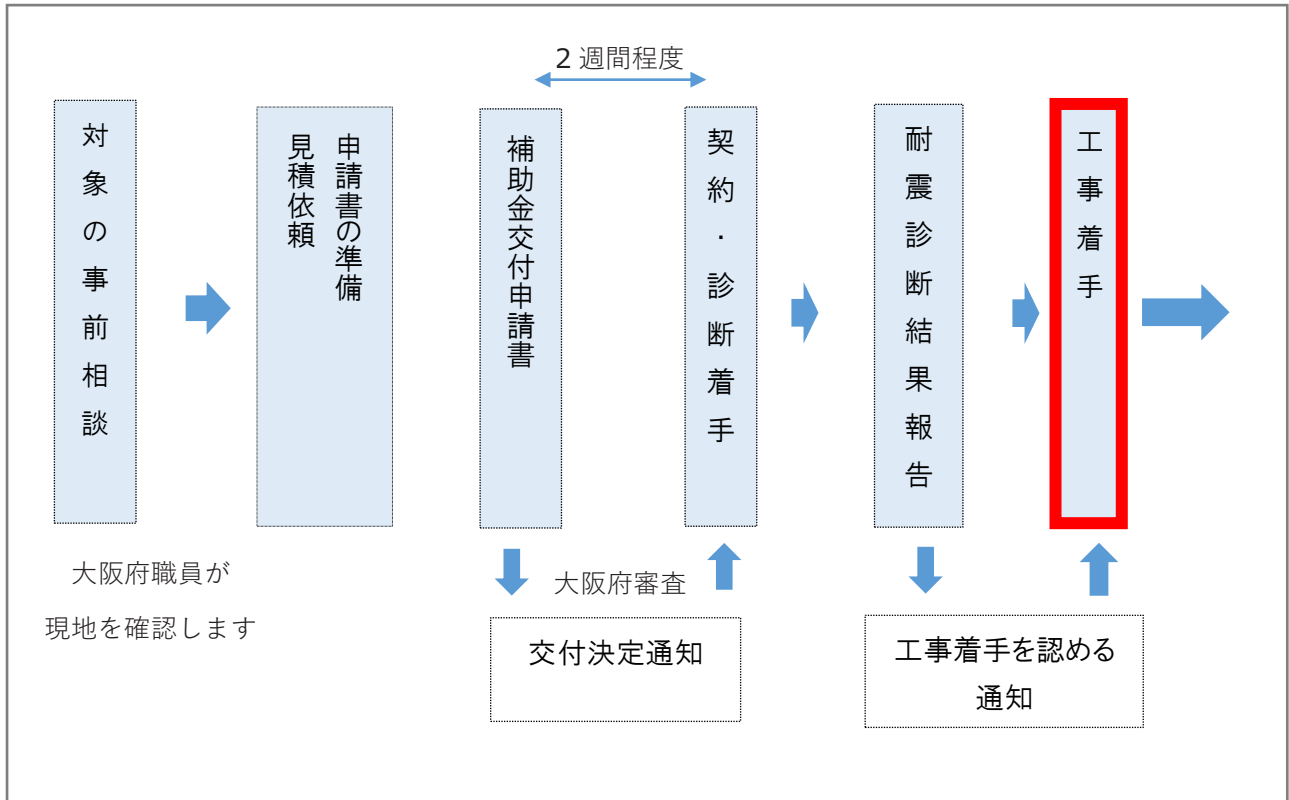 2 週間程度
対象の事前相談
申請書の準備
見積依頼
補助金交付申請書
契約・診断着手
耐震診断結果報告
工事着手
大阪府職員が
現地を確認します
大阪府審査
交付決定通知
工事着手を認める
通知